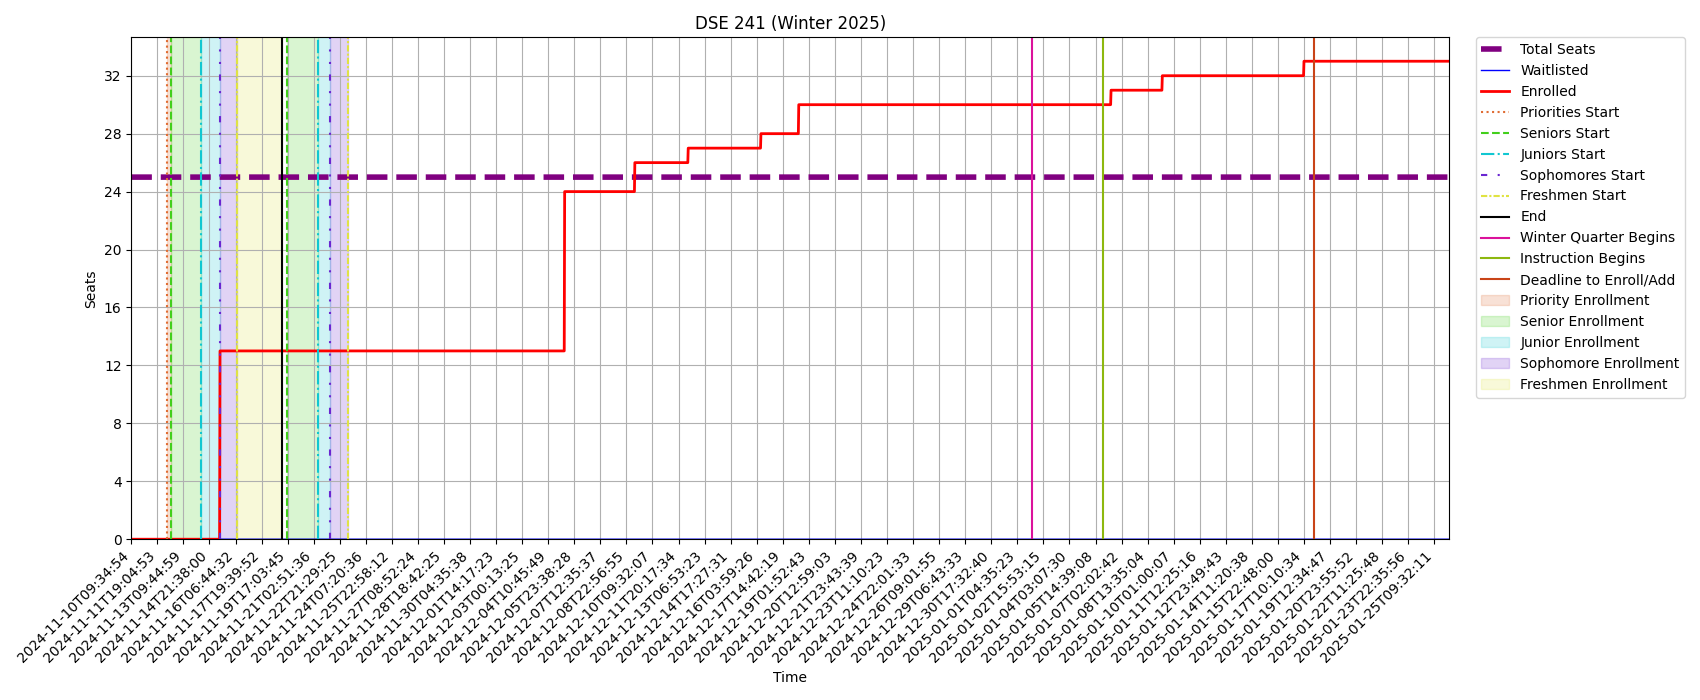 DSE 241 (Winter 2025)
Seats
32
28
24
20
16
12
8
4
0
2024-11-10T09:34:54
2024-11-11T19:04:53
2024-11-13T09:44:59
2024-11-14T21:38:00
2024-11-16T06:44:32
2024-11-17T19:39:52
2024-11-19T17:03:45
2024-11-21T02:51:36
2024-11-22T21:29:25
2024-11-24T07:20:36
2024-11-25T22:58:12
2024-11-27T08:52:24
2024-11-28T18:42:25
2024-11-30T04:35:38
2024-12-01T14:17:23
2024-12-03T00:13:25
2024-12-04T10:45:49
2024-12-05T23:38:28
2024-12-07T12:35:37
2024-12-08T22:56:55
2024-12-10T09:32:07
2024-12-11T20:17:34
2024-12-13T06:53:23
2024-12-14T17:27:31
2024-12-16T03:59:26
2024-12-17T14:42:19
2024-12-19T01:52:43
2024-12-20T12:59:03
2024-12-21T23:43:39
2024-12-23T11:10:23
2024-12-24T22:01:33
2024-12-26T09:01:55
2024-12-29T06:43:33
2024-12-30T17:32:40
2025-01-01T04:35:23
2025-01-02T15:53:15
2025-01-04T03:07:30
2025-01-05T14:39:08
2025-01-07T02:02:42
2025-01-08T13:35:04
2025-01-10T01:00:07
2025-01-11T12:25:16
2025-01-12T23:49:43
2025-01-14T11:20:38
2025-01-15T22:48:00
2025-01-17T10:10:34
2025-01-19T12:34:47
2025-01-20T23:55:52
2025-01-22T11:25:48
2025-01-23T22:35:56
2025-01-25T09:32:11
Time
Total Seats
Waitlisted
Enrolled
Priorities Start
Seniors Start
Juniors Start
Sophomores Start
Freshmen Start
End
Winter Quarter Begins
Instruction Begins
Deadline to Enroll/Add
Priority Enrollment
Senior Enrollment
Junior Enrollment
Sophomore Enrollment
Freshmen Enrollment